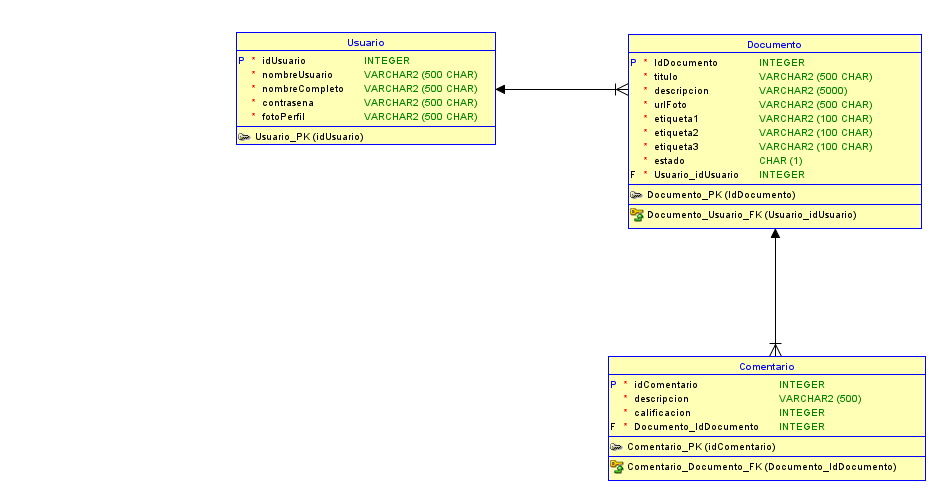 Usuario
P * idUsuario INTEGER
* nombreUsuario VARCHAR2 (500 CHAR)
* nombreCompleto VARCHAR2 (500 CHAR)
* contrasena VARCHAR2 (500 CHAR)
* fotoPerfil VARCHAR2 (500 CHAR)
Usuario_PK (idUsuario)
Documento
P * IdDocumento INTEGER
* titulo VARCHAR2 (500 CHAR)
* descripcion VARCHAR2 (5000)
* urlFoto VARCHAR2 (500 CHAR)
* etiqueta1 VARCHAR2 (100 CHAR)
* etiqueta2 VARCHAR2 (100 CHAR)
* etiqueta3 VARCHAR2 (100 CHAR)
* estado CHAR (1)
F * Usuario_idUsuario INTEGER
Documento_PK (IdDocumento)
Documento_Usuario_FK (Usuario_idUsuario)
Comentario
P * idComentario INTEGER
* descripcion VARCHAR2 (500)
* calificacion INTEGER
F * Documento_IdDocumento INTEGER
Comentario_PK (idComentario)
Comentario_Documento_FK (Documento_IdDocumento)